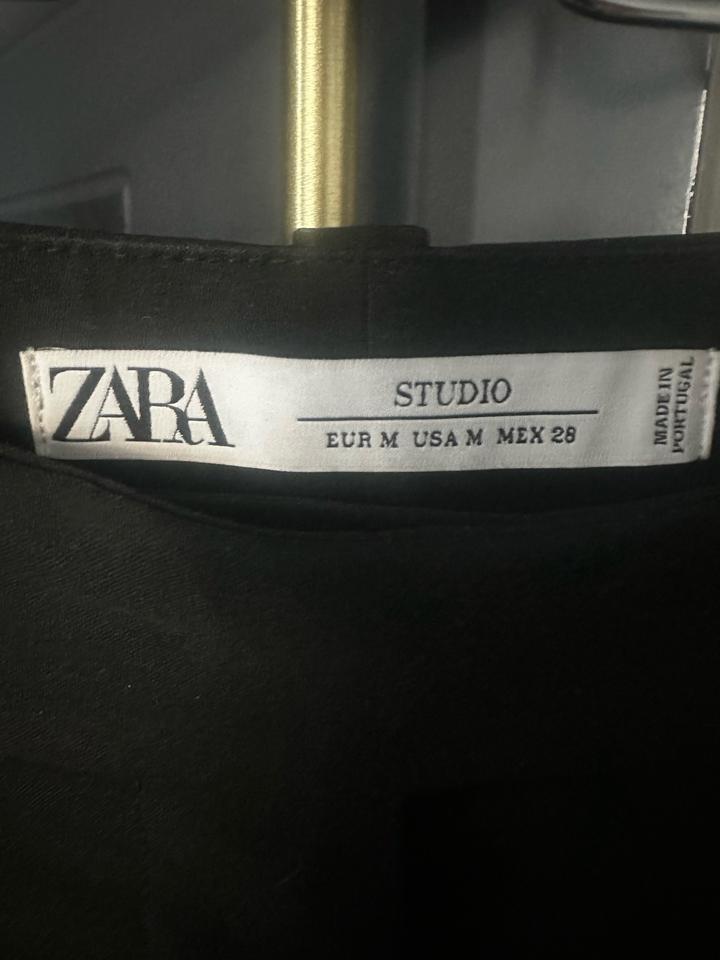 ZARA
STUDIO
EUR M USA M MEX 28
MADE IN
PORTUGAL